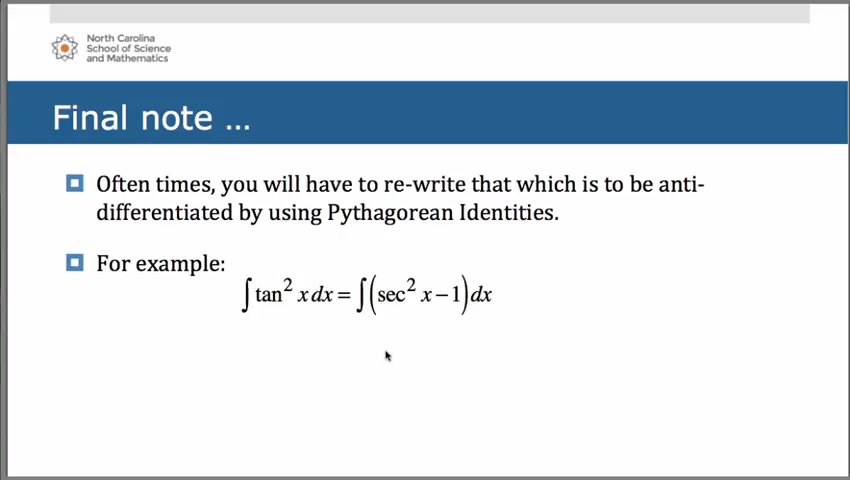 North Carolina
School of Science
and Mathematics
Final note ...
Often times, you will have to re-write that which is to be anti-
differentiated by using Pythagorean Identities.
For example:
∫tan² x dx = ∫(sec² x − 1)dx